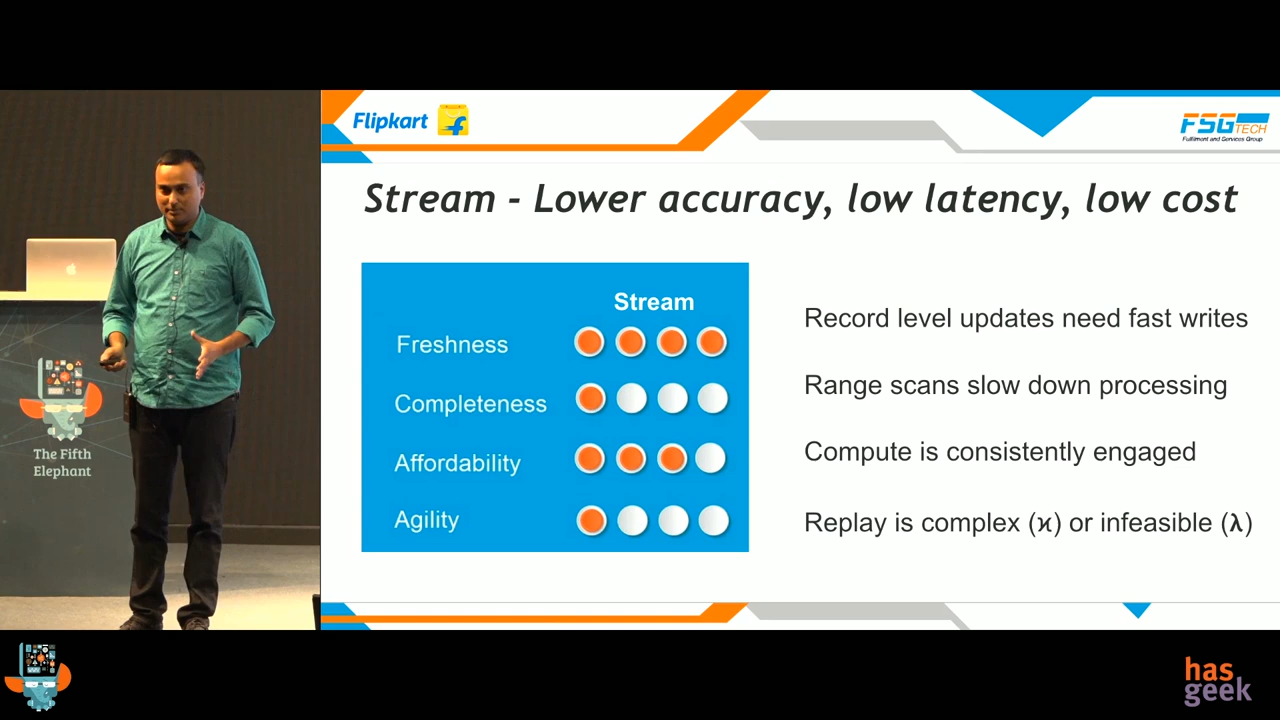 Flipkart
FSG TECH
Fulfilment and Services Group
Stream - Lower accuracy, low latency, low cost
Stream
Freshness
Completeness
Affordability
Agility
Record level updates need fast writes
Range scans slow down processing
Compute is consistently engaged
Replay is complex (ϰ) or infeasible (λ)
The Fifth
Elephant
has
geek